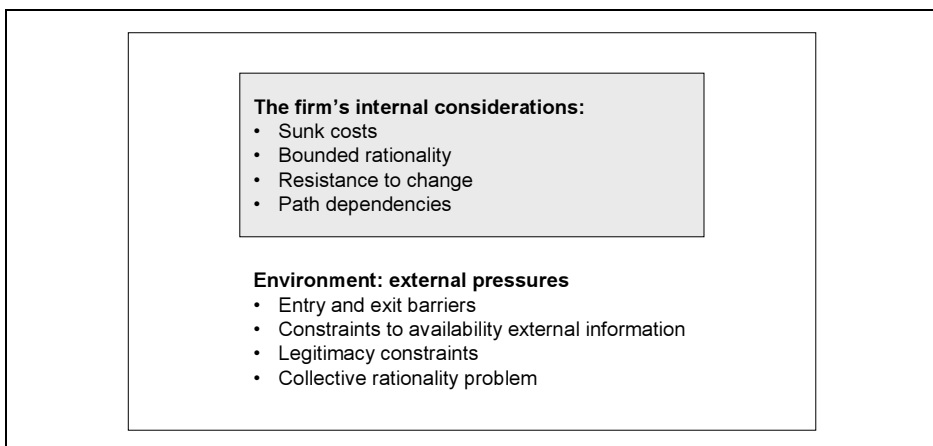 The firm's internal considerations:
• Sunk costs
• Bounded rationality
• Resistance to change
• Path dependencies
Environment: external pressures
• Entry and exit barriers
• Constraints to availability external information
• Legitimacy constraints
• Collective rationality problem